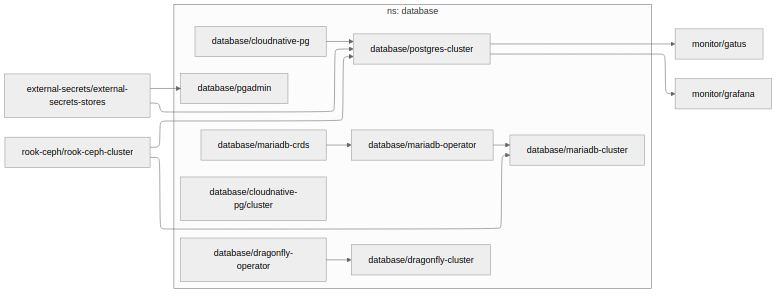 ns: database
database/cloudnative-pg
database/postgres-cluster
monitor/gatus
external-secrets/external-
secrets-stores
database/pgadmin
monitor/grafana
rook-ceph/rook-ceph-cluster
database/mariadb-crds
database/mariadb-operator
database/mariadb-cluster
database/cloudnative-
pg/cluster
database/dragonfly-
operator
database/dragonfly-cluster